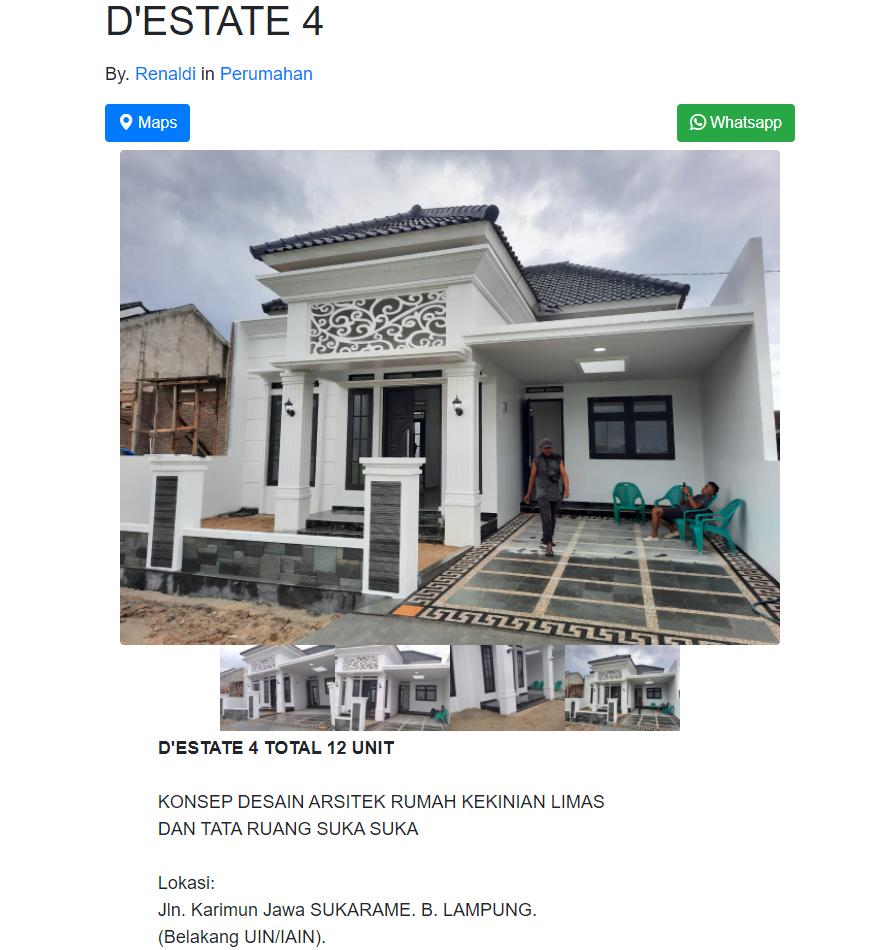 D'ESTATE 4
By. Renaldi in Perumahan
Maps
Whatsapp
D'ESTATE 4 TOTAL 12 UNIT
KONSEP DESAIN ARSITEK RUMAH KEKINIAN LIMAS
DAN TATA RUANG SUKA SUKA
Lokasi:
Jln. Karimun Jawa SUKARAME. B. LAMPUNG.
(Belakang UIN/IAIN).